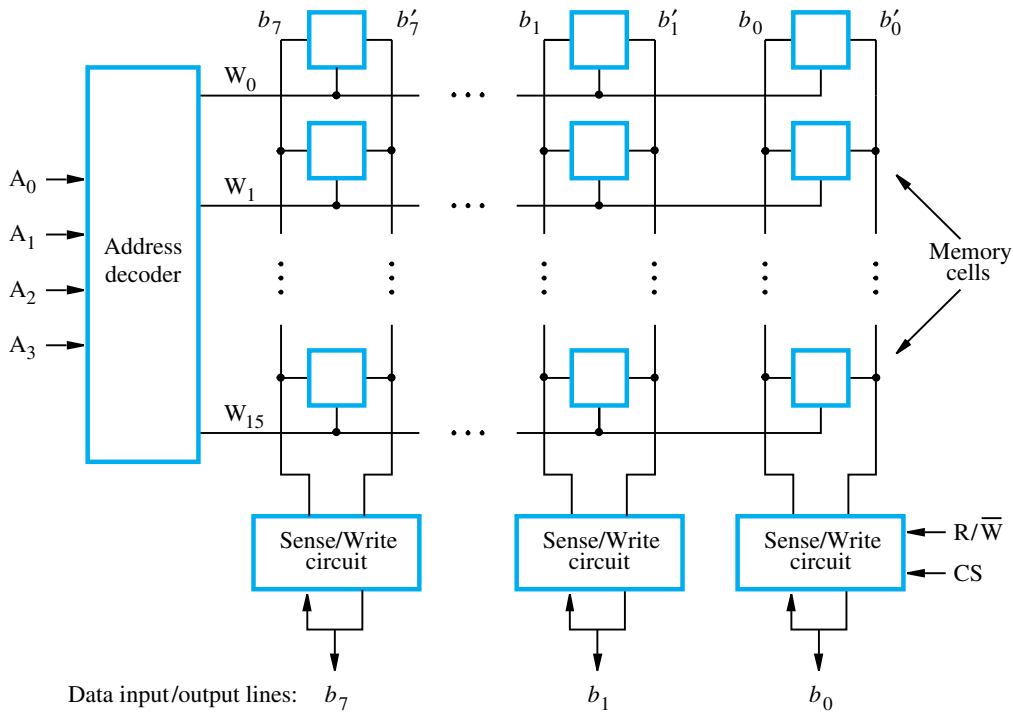 b₇ b′₇ b₁ b′₁ b₀ b′₀
W₀
W₁
A₀
A₁
A₂
A₃
Address
decoder
Memory
cells
W₁₅
Sense/Write
circuit
Sense/Write
circuit
Sense/Write
circuit
R/W̅
CS
Data input/output lines: b₇ b₁ b₀